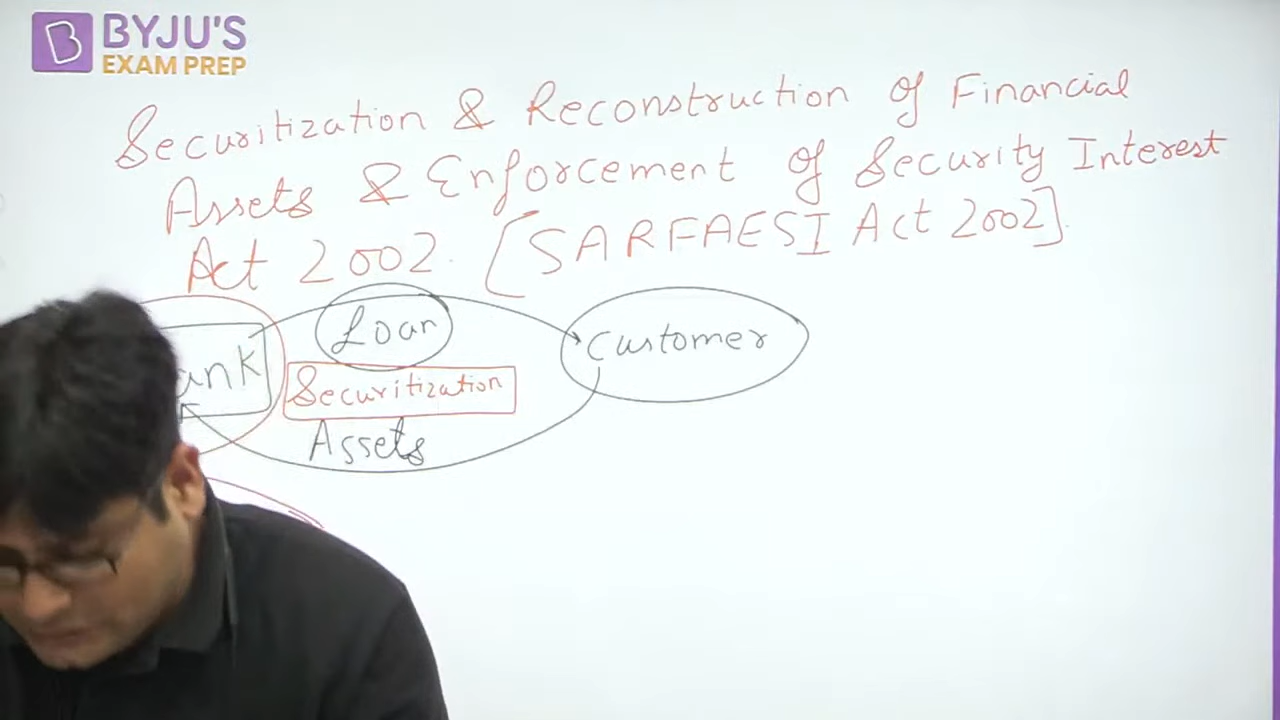 BYJU'S
EXAM PREP
Securitization & Reconstruction of Financial
Assets & Enforcement of Security Interest
Act 2002. [SARFAESI Act 2002].
Loan
Customer
Securitization
Assets